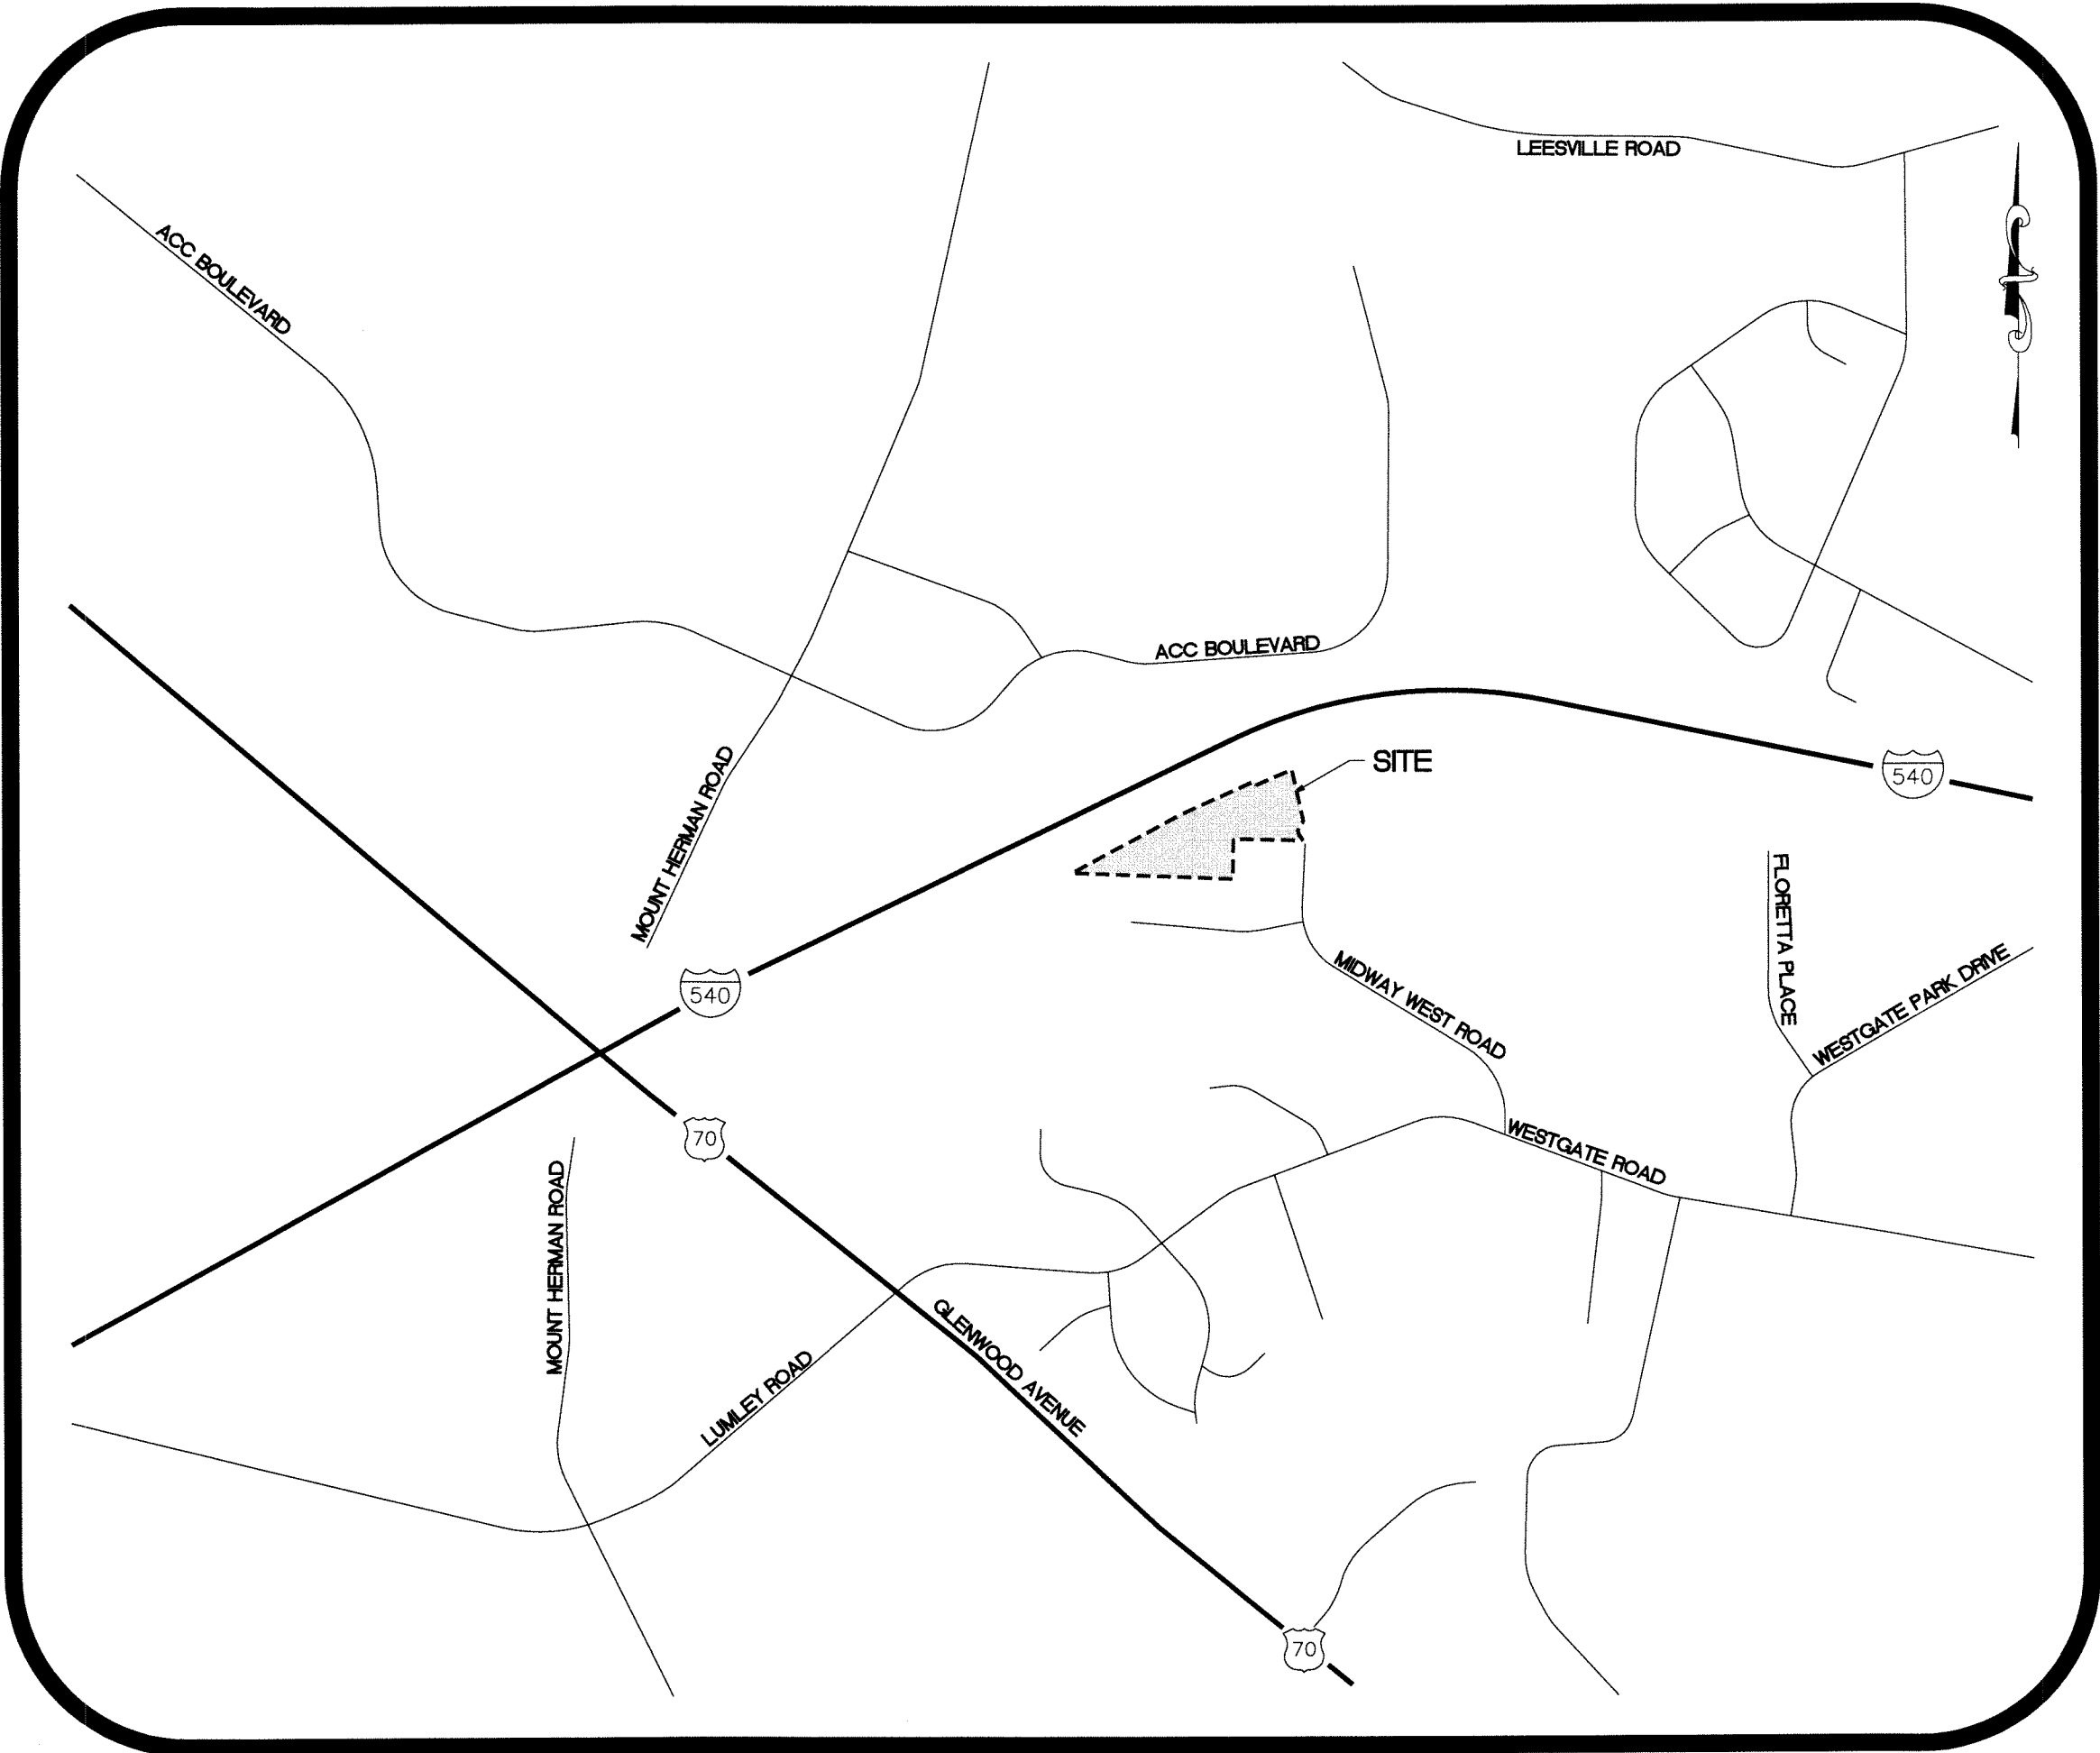 LEESVILLE ROAD
ACC BOULEVARD
ACC BOULEVARD
MOUNT HERMAN ROAD
SITE
540
FLORETTA PLACE
WESTGATE PARK DRIVE
MIDWAY WEST ROAD
540
70
WESTGATE ROAD
MOUNT HERMAN ROAD
LUMLEY ROAD
GLENWOOD AVENUE
70